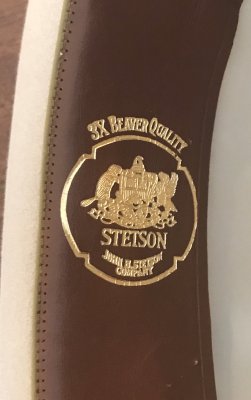 3X BEAVER QUALITY
STETSON
JOHN B. STETSON
COMPANY